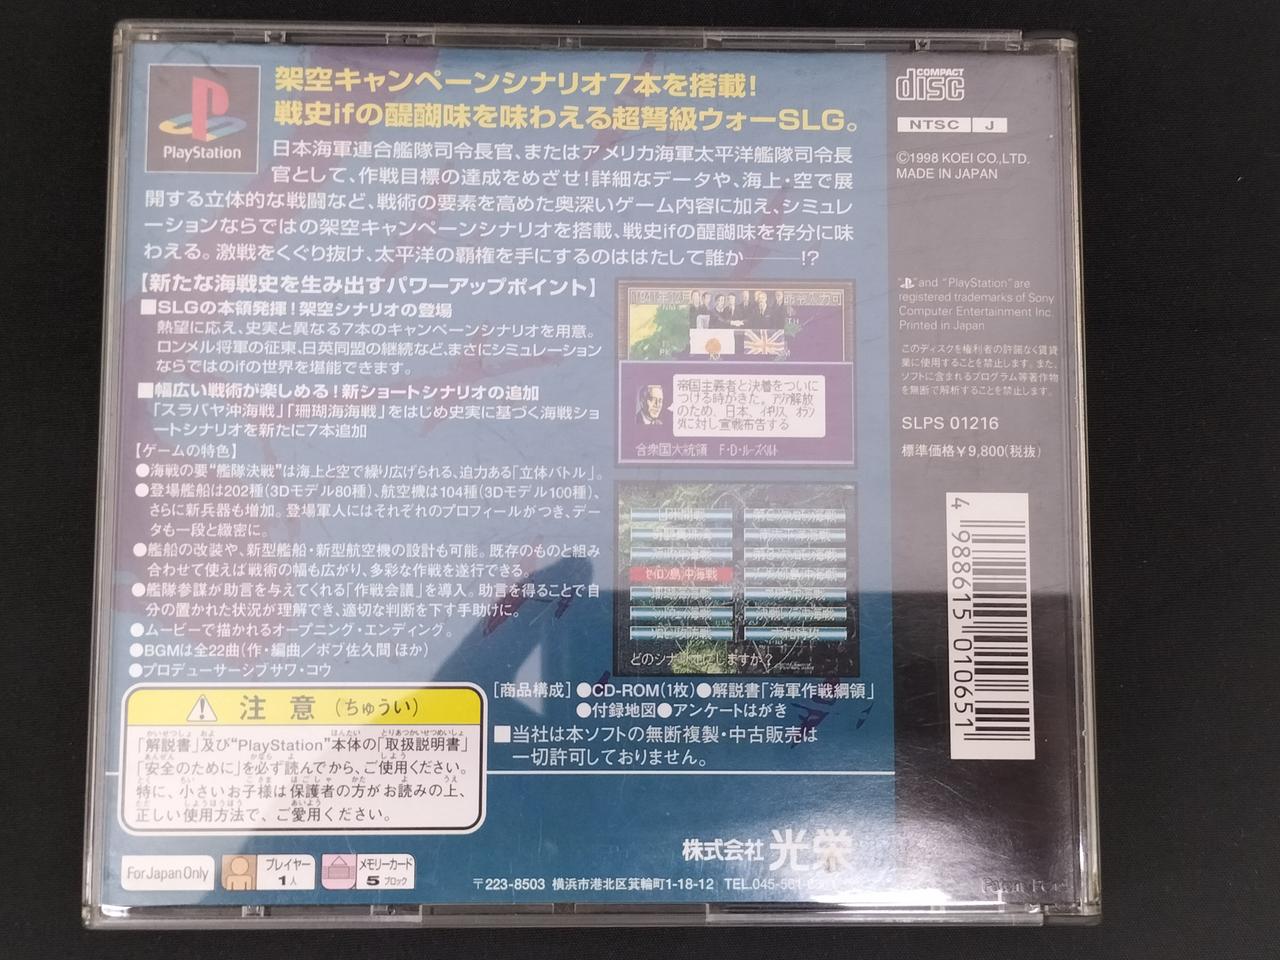 PlayStation
架空キャンペーンシナリオ7本を搭載!
戦史ifの醍醐味を味わえる超弩級ウォーSLG。
日本海軍連合艦隊司令長官、またはアメリカ海軍太平洋艦隊司令長
官として、作戦目標の達成をめざせ!詳細なデータや、海上・空で展
開する立体的な戦闘など、戦術の要素を高めた奥深いゲーム内容に加え、シミュレ
ーションならではの架空キャンペーンシナリオを搭載、戦史ifの醍醐味を存分に味
わえる。激戦をくぐり抜け、太平洋の覇権を手にするのははたして誰か———!?
【新たな海戦史を生み出すパワーアップポイント】
■SLGの本領発揮!架空シナリオの登場
熱望に応え、史実と異なる7本のキャンペーンシナリオを用意。
ロンメル将軍の征東、日英同盟の継続など、まさにシミュレーション
ならではのifの世界を堪能できます。
■幅広い戦術が楽しめる!新ショートシナリオの追加
「スラバヤ沖海戦」「珊瑚海海戦」をはじめ史実に基づく海戦ショ
ートシナリオを新たに7本追加
【ゲームの特色】
●海戦の要“艦隊決戦”は海上と空で繰り広げられる、迫力ある「立体バトル」。
●登場艦船は202種(3Dモデル80種)、航空機は104種(3Dモデル100種)、
さらに新兵器も増加。登場軍人にはそれぞれのプロフィールがつき、デー
タも一段と緻密に。
●艦船の改装や、新型艦船・新型航空機の設計も可能。既存のものと組み
合わせて使えば戦術の幅も広がり、多彩な作戦を遂行できる。
●艦隊参謀が助言を与えてくれる「作戦会議」を導入。助言を得ることで自
分の置かれた状況が理解でき、適切な判断を下す手助けに。
●ムービーで描かれるオープニング・エンディング。
●BGMは全22曲(作・編曲/ボブ佐久間 ほか)
●プロデューサーシブサワ・コウ
帝国主義者と決着をついに
つける時がきた。アジア解放
のため、日本、イギリス、オラン
ダに対し宣戦布告する
合衆国大統領 F・D・ルーズベルト
セイロン島沖海戦
どのシナリオにしますか?
[商品構成]●CD-ROM(1枚)●解説書「海軍作戦綱領」
●付録地図●アンケートはがき
■当社は本ソフトの無断複製・中古販売は
一切許可しておりません。
注意(ちゅうい)
「解説書」及び“PlayStation”本体の「取扱説明書」
「安全のために」を必ず読んでから、ご使用ください。
特に、小さいお子様は保護者の方がお読みの上、
正しい使用方法で、ご愛用ください。
For Japan Only
プレイヤー
1人
メモリーカード
5ブロック
株式会社光栄
〒223-8503 横浜市港北区箕輪町1-18-12 TEL.045-561-
COMPACT
disc
NTSC J
©1998 KOEI CO.,LTD.
MADE IN JAPAN
“and “PlayStation” are
registered trademarks of Sony
Computer Entertainment Inc.
Printed in Japan
このディスクを権利者の許諾なく賃貸
業に使用することを禁止します。また、
ソフトに含まれるプログラム等著作物
を無断で解析することを禁止します。
SLPS 01216
標準価格¥9,800(税抜)
4 988615 010651